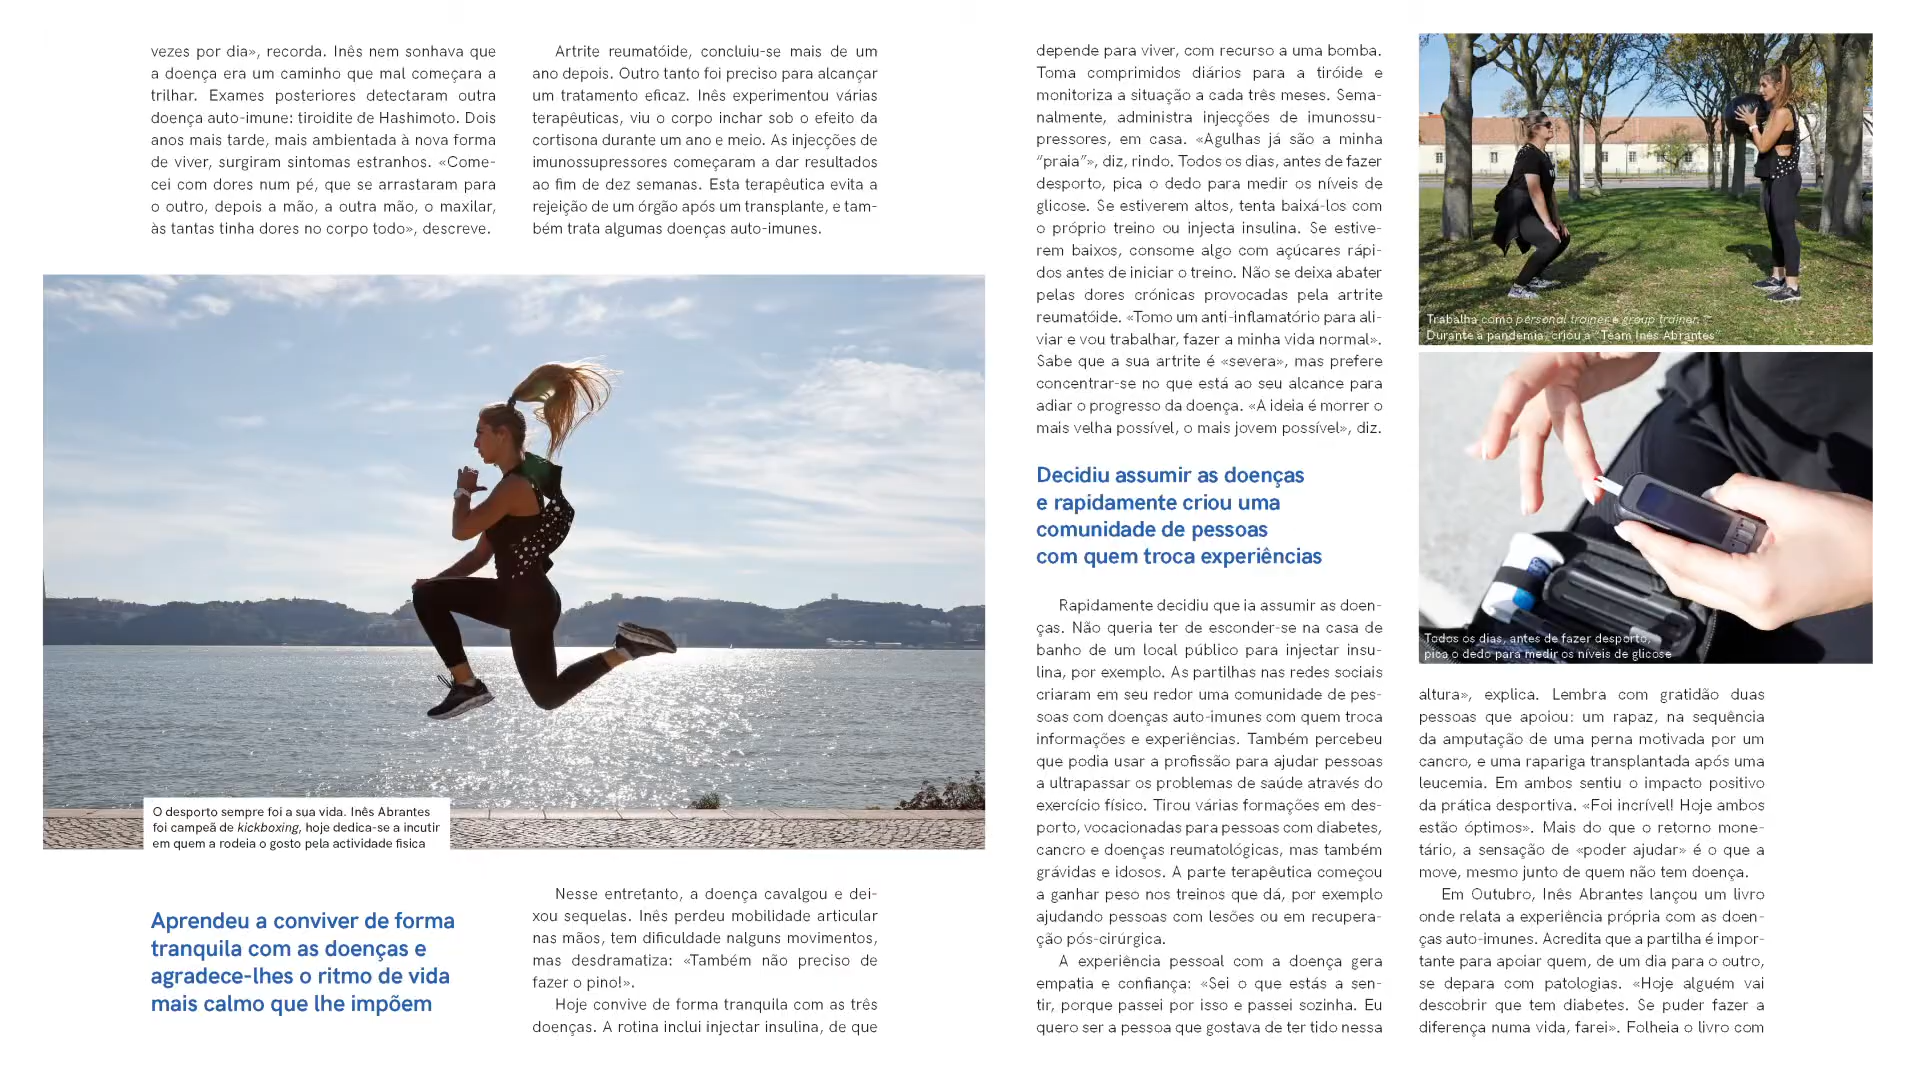 vezes por dia», recorda. Inês nem sonhava que
a doença era um caminho que mal começara a
trilhar. Exames posteriores detectaram outra
doença auto-imune: tiroidite de Hashimoto. Dois
anos mais tarde, mais ambientada à nova forma
de viver, surgiram sintomas estranhos. «Come-
cei com dores num pé, que se arrastaram para
o outro, depois a mão, a outra mão, o maxilar,
às tantas tinha dores no corpo todo», descreve.
Artrite reumatóide, concluiu-se mais de um
ano depois. Outro tanto foi preciso para alcançar
um tratamento eficaz. Inês experimentou várias
terapêuticas, viu o corpo inchar sob o efeito da
cortisona durante um ano e meio. As injecções de
imunossupressores começaram a dar resultados
ao fim de dez semanas. Esta terapêutica evita a
rejeição de um órgão após um transplante, e tam-
bém trata algumas doenças auto-imunes.
O desporto sempre foi a sua vida. Inês Abrantes
foi campeã de kickboxing, hoje dedica-se a incutir
em quem a rodeia o gosto pela actividade física
Aprendeu a conviver de forma
tranquila com as doenças e
agradece-lhes o ritmo de vida
mais calmo que lhe impõem
Nesse entretanto, a doença cavalgou e dei-
xou sequelas. Inês perdeu mobilidade articular
nas mãos, tem dificuldade nalguns movimentos,
mas desdramatiza: «Também não preciso de
fazer o pino!».
Hoje convive de forma tranquila com as três
doenças. A rotina inclui injectar insulina, de que
depende para viver, com recurso a uma bomba.
Toma comprimidos diários para a tiróide e
monitoriza a situação a cada três meses. Sema-
nalmente, administra injecções de imunossu-
pressores, em casa. «Agulhas já são a minha
“praia”», diz, rindo. Todos os dias, antes de fazer
desporto, pica o dedo para medir os níveis de
glicose. Se estiverem altos, tenta baixá-los com
o próprio treino ou injecta insulina. Se estive-
rem baixos, consome algo com açúcares rápi-
dos antes de iniciar o treino. Não se deixa abater
pelas dores crónicas provocadas pela artrite
reumatóide. «Tomo um anti-inflamatório para ali-
viar e vou trabalhar, fazer a minha vida normal».
Sabe que a sua artrite é «severa», mas prefere
concentrar-se no que está ao seu alcance para
adiar o progresso da doença. «A ideia é morrer o
mais velha possível, o mais jovem possível», diz.
Decidiu assumir as doenças
e rapidamente criou uma
comunidade de pessoas
com quem troca experiências
Rapidamente decidiu que ia assumir as doen-
ças. Não queria ter de esconder-se na casa de
banho de um local público para injectar insu-
lina, por exemplo. As partilhas nas redes sociais
criaram em seu redor uma comunidade de pes-
soas com doenças auto-imunes com quem troca
informações e experiências. Também percebeu
que podia usar a profissão para ajudar pessoas
a ultrapassar os problemas de saúde através do
exercício físico. Tirou várias formações em des-
porto, vocacionadas para pessoas com diabetes,
cancro e doenças reumatológicas, mas também
grávidas e idosos. A parte terapêutica começou
a ganhar peso nos treinos que dá, por exemplo
ajudando pessoas com lesões ou em recupera-
ção pós-cirúrgica.
A experiência pessoal com a doença gera
empatia e confiança: «Sei o que estás a sen-
tir, porque passei por isso e passei sozinha. Eu
quero ser a pessoa que gostava de ter tido nessa
Trabalha como personal trainer e group trainer.
Durante a pandemia, criou a “Team Inês Abrantes”
Todos os dias, antes de fazer desporto,
pica o dedo para medir os níveis de glicose
altura», explica. Lembra com gratidão duas
pessoas que apoiou: um rapaz, na sequência
da amputação de uma perna motivada por um
cancro, e uma rapariga transplantada após uma
leucemia. Em ambos sentiu o impacto positivo
da prática desportiva. «Foi incrível! Hoje ambos
estão óptimos». Mais do que o retorno mone-
tário, a sensação de «poder ajudar» é o que a
move, mesmo junto de quem não tem doença.
Em Outubro, Inês Abrantes lançou um livro
onde relata a experiência própria com as doen-
ças auto-imunes. Acredita que a partilha é impor-
tante para apoiar quem, de um dia para o outro,
se depara com patologias. «Hoje alguém vai
descobrir que tem diabetes. Se puder fazer a
diferença numa vida, farei». Folheia o livro com